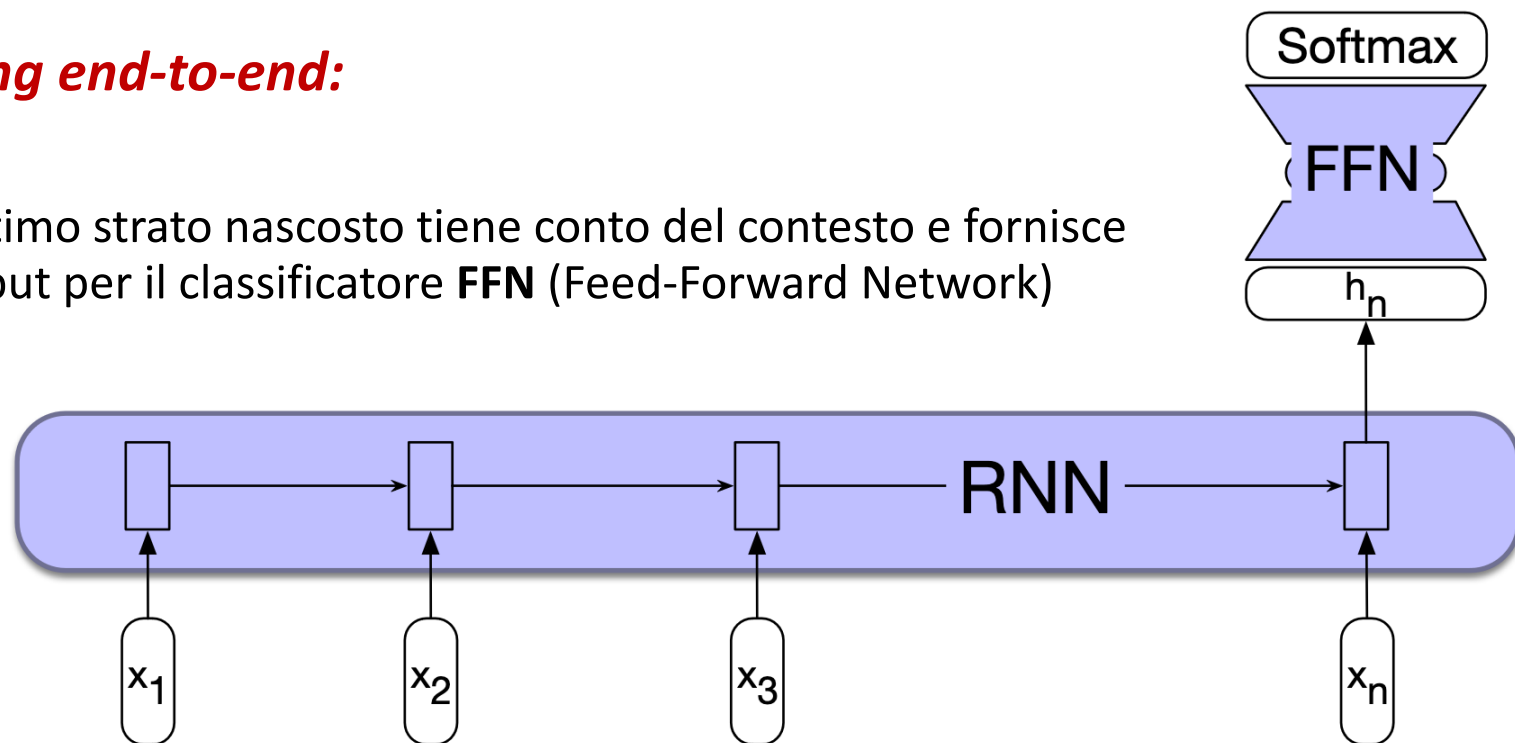 ng end-to-end:
Softmax
FFN
timo strato nascosto tiene conto del contesto e fornisce
put per il classificatore FFN (Feed-Forward Network)
hn
RNN
x1
x2
x3
xn